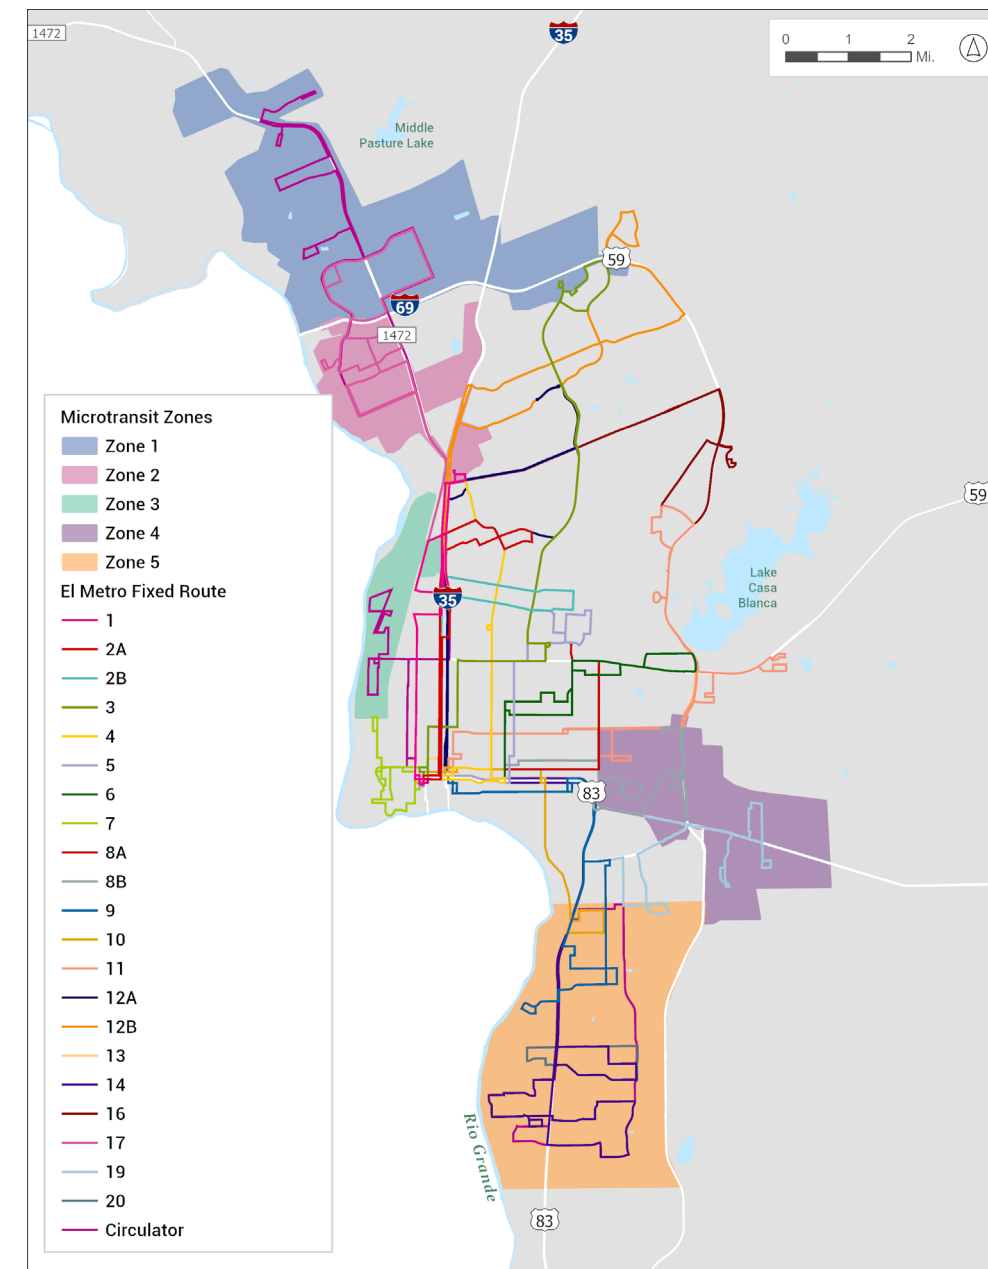 1472
35
0 1 2
Mi.
Middle
Pasture Lake
59
69
1472
Microtransit Zones
Zone 1
Zone 2
Zone 3
Zone 4
Zone 5
El Metro Fixed Route
1
2A
2B
3
4
5
6
7
8A
8B
9
10
11
12A
12B
13
14
16
17
19
20
Circulator
59
Lake
Casa
Blanca
35
83
Rio Grande
83